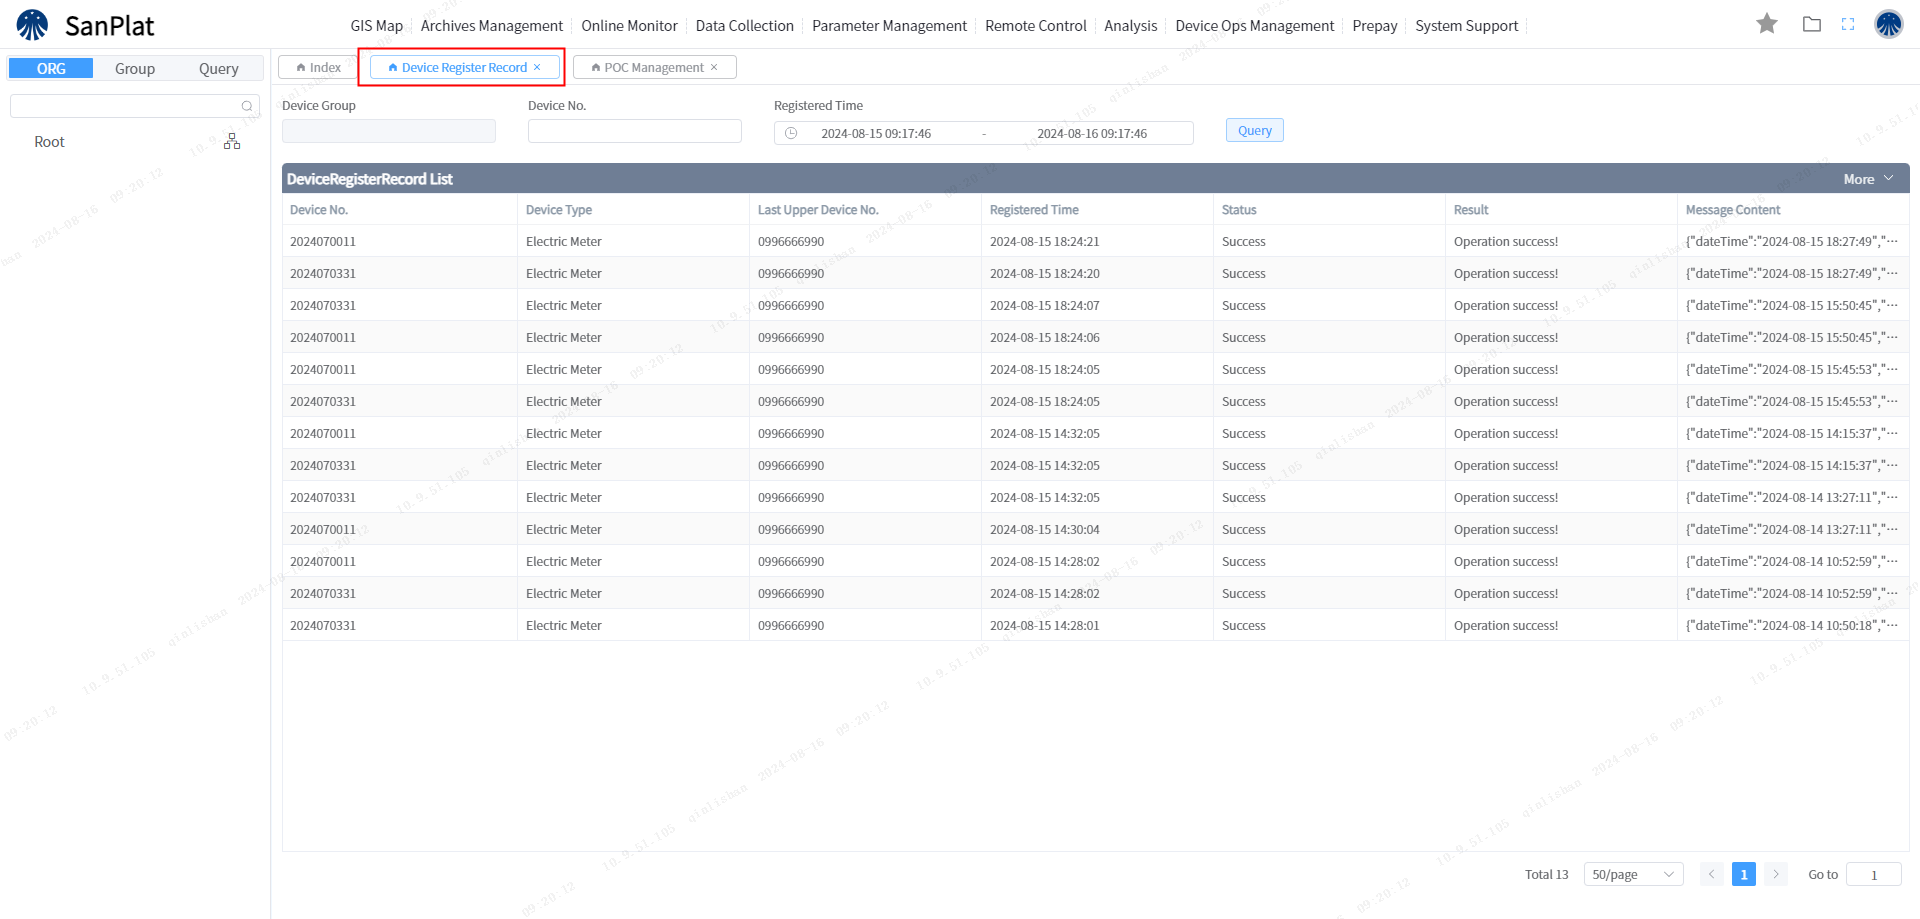 SanPlat
GIS Map Archives Management Online Monitor Data Collection Parameter Management Remote Control Analysis Device Ops Management Prepay System Support
ORG Group Query
Index Device Register Record × POC Management ×
Root
Device Group Device No. Registered Time
2024-08-15 09:17:46 - 2024-08-16 09:17:46 Query
DeviceRegisterRecord List More
Device No. Device Type Last Upper Device No. Registered Time Status Result Message Content
2024070011 Electric Meter 0996666990 2024-08-15 18:24:21 Success Operation success! {"dateTime":"2024-08-15 18:27:49","...
2024070331 Electric Meter 0996666990 2024-08-15 18:24:20 Success Operation success! {"dateTime":"2024-08-15 18:27:49","...
2024070331 Electric Meter 0996666990 2024-08-15 18:24:07 Success Operation success! {"dateTime":"2024-08-15 15:50:45","...
2024070011 Electric Meter 0996666990 2024-08-15 18:24:06 Success Operation success! {"dateTime":"2024-08-15 15:50:45","...
2024070011 Electric Meter 0996666990 2024-08-15 18:24:05 Success Operation success! {"dateTime":"2024-08-15 15:45:53","...
2024070331 Electric Meter 0996666990 2024-08-15 18:24:05 Success Operation success! {"dateTime":"2024-08-15 15:45:53","...
2024070011 Electric Meter 0996666990 2024-08-15 14:32:05 Success Operation success! {"dateTime":"2024-08-15 14:15:37","...
2024070331 Electric Meter 0996666990 2024-08-15 14:32:05 Success Operation success! {"dateTime":"2024-08-15 14:15:37","...
2024070331 Electric Meter 0996666990 2024-08-15 14:32:05 Success Operation success! {"dateTime":"2024-08-14 13:27:11","...
2024070011 Electric Meter 0996666990 2024-08-15 14:30:04 Success Operation success! {"dateTime":"2024-08-14 13:27:11","...
2024070011 Electric Meter 0996666990 2024-08-15 14:28:02 Success Operation success! {"dateTime":"2024-08-14 10:52:59","...
2024070331 Electric Meter 0996666990 2024-08-15 14:28:02 Success Operation success! {"dateTime":"2024-08-14 10:52:59","...
2024070331 Electric Meter 0996666990 2024-08-15 14:28:01 Success Operation success! {"dateTime":"2024-08-14 10:50:18","...
Total 13 50/page < 1 > Go to 1
10.9.51.105 qinlishan 2024-08-16 09:20:12